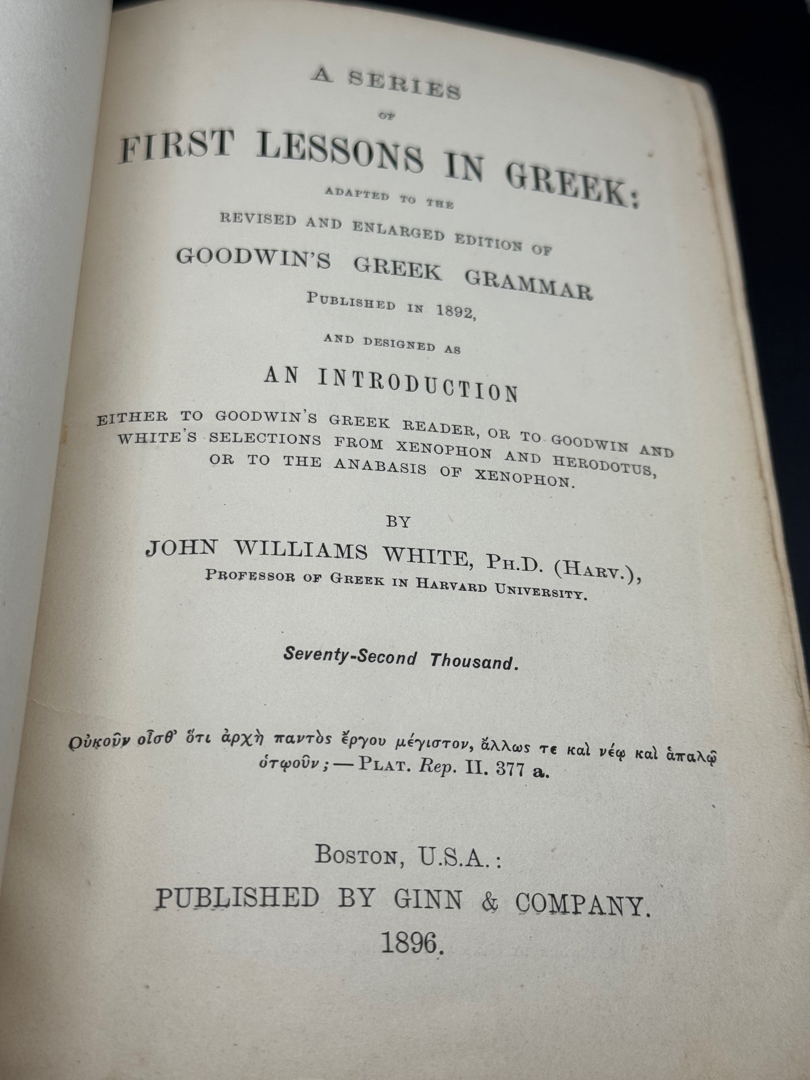 A SERIES
OF
FIRST LESSONS IN GREEK:
ADAPTED TO THE
REVISED AND ENLARGED EDITION OF
GOODWIN'S GREEK GRAMMAR
PUBLISHED IN 1892,
AND DESIGNED AS
AN INTRODUCTION
EITHER TO GOODWIN'S GREEK READER, OR TO GOODWIN AND
WHITE'S SELECTIONS FROM XENOPHON AND HERODOTUS,
OR TO THE ANABASIS OF XENOPHON.
BY
JOHN WILLIAMS WHITE, PH.D. (HARV.),
PROFESSOR OF GREEK IN HARVARD UNIVERSITY.
Seventy-Second Thousand.
Οὐκοῦν οἶσθ' ὅτι ἀρχὴ παντὸς ἔργου μέγιστον, ἄλλως τε καὶ νέῳ καὶ ἁπαλῷ
ὁτῳοῦν; — PLAT. Rep. II. 377 a.
BOSTON, U.S.A.:
PUBLISHED BY GINN & COMPANY.
1896.